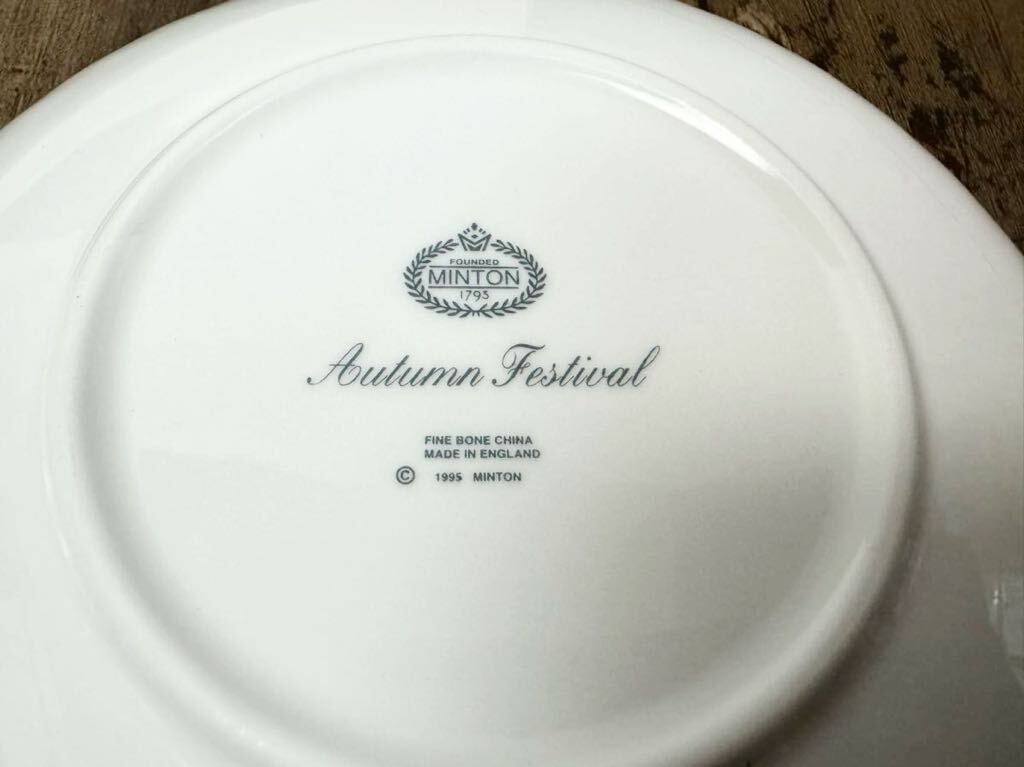 FOUNDED
MINTON
1793
Autumn Festival
FINE BONE CHINA
MADE IN ENGLAND
© 1995 MINTON